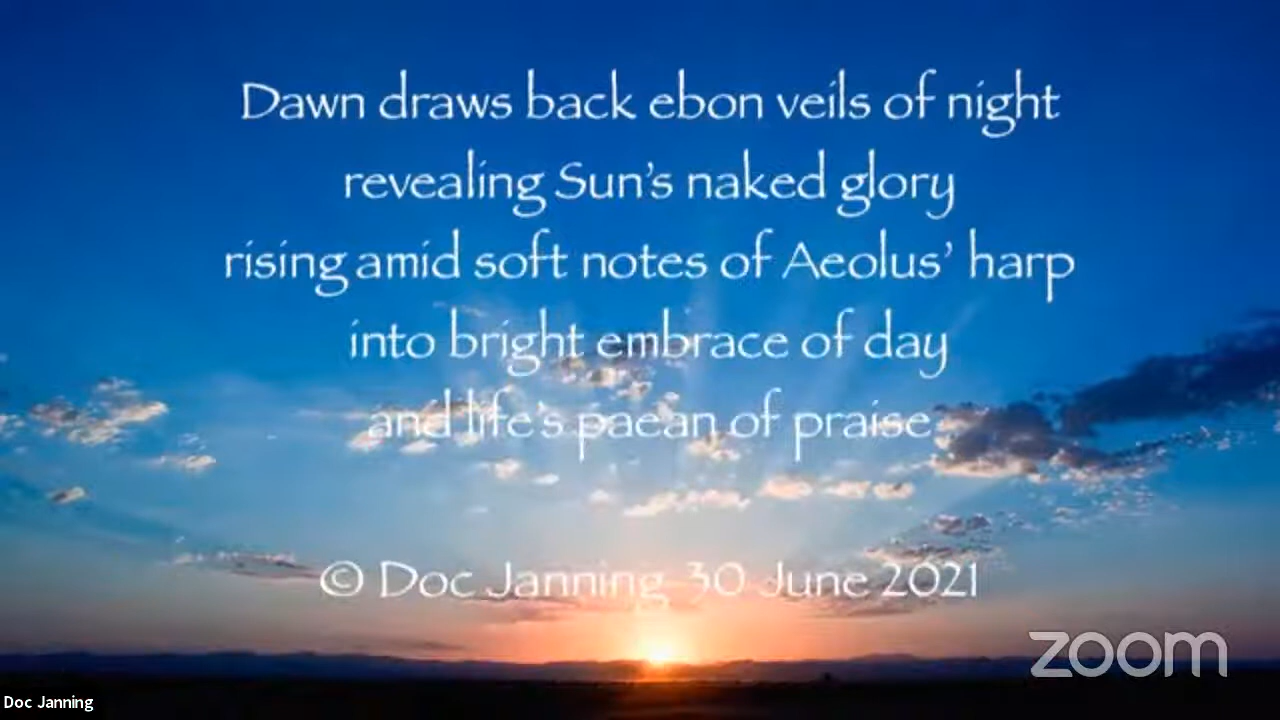 Dawn draws back ebon veils of night
revealing Sun's naked glory
rising amid soft notes of Aeolus' harp
into bright embrace of day
and life's paean of praise
© Doc Janning 30 June 2021
zoom
Doc Janning